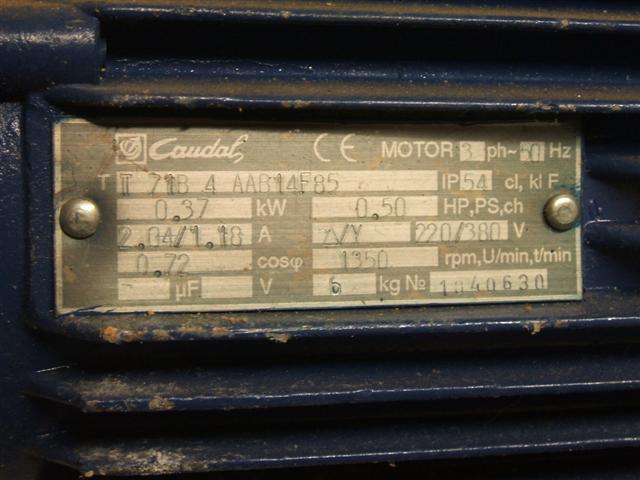 Caudal CE MOTOR 3 ph~50 Hz
T T 71B 4 AAB14F85 IP 54 cl, kl F
0,37 kW 0,50 HP,PS,ch
2.04/1.18 A Δ/Y 220/380 V
0.72 cosφ 1350 rpm,U/min,t/min
µF V 6 kg № 1040630